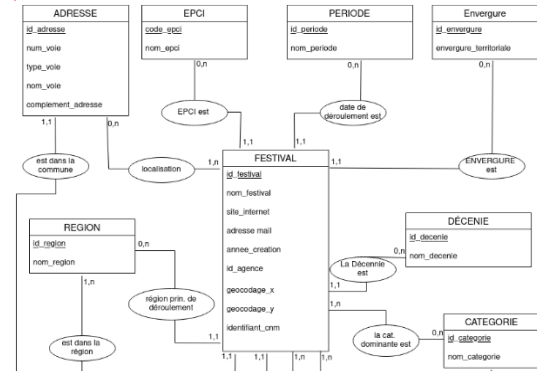 ADRESSE
id_adresse
num_voie
type_voie
nom_voie
complement_adresse
EPCI
code_epci
nom_epci
PERIODE
id_periode
nom_periode
Envergure
id_envergure
envergure_territoriale
0,n
0,n
0,n
EPCI est
date de
déroulement est
1,1
0,n
1,1
1,1
est dans la
commune
localisation
1,n
FESTIVAL
id_festival
nom_festival
site_internet
adresse mail
annee_creation
id_agence
geocodage_x
geocodage_y
identifiant_cnm
1,1
ENVERGURE
est
REGION
id_region
nom_region
0,n
1,n
région prin. de
déroulement
1,1
est dans la
région
DÉCENIE
id_decenie
nom_decenie
0,n
La Décennie
est
1,1
1,n
la cat.
dominante est
0,n
CATEGORIE
id_categorie
nom_categorie
1,1
1,1
1,n
1,n